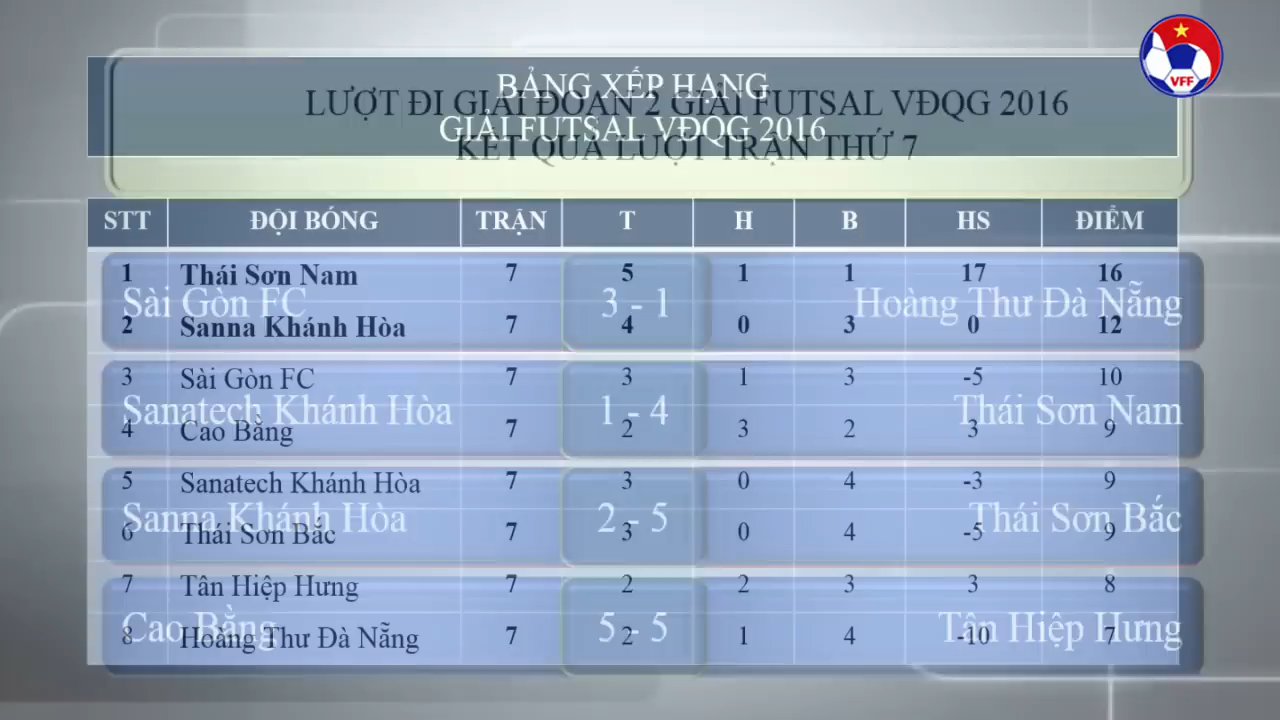 VFF
BẢNG XẾP HẠNG
GIẢI FUTSAL VĐQG 2016
LƯỢT ĐI GIAI ĐOẠN 2 GIẢI FUTSAL VĐQG 2016
KẾT QUẢ LƯỢT TRẬN THỨ 7
STT ĐỘI BÓNG TRẬN T H B HS ĐIỂM
1 Thái Sơn Nam 7 5 1 1 17 16
2 Sanna Khánh Hòa 7 4 0 3 0 12
3 Sài Gòn FC 7 3 1 3 -5 10
4 Cao Bằng 7 2 3 2 3 9
5 Sanatech Khánh Hòa 7 3 0 4 -3 9
6 Thái Sơn Bắc 7 3 0 4 -5 9
7 Tân Hiệp Hưng 7 2 2 3 3 8
8 Hoàng Thư Đà Nẵng 7 2 1 4 -10 7
Sài Gòn FC 3 - 1 Hoàng Thư Đà Nẵng
Sanatech Khánh Hòa 1 - 4 Thái Sơn Nam
Sanna Khánh Hòa 2 - 5 Thái Sơn Bắc
Cao Bằng 5 - 5 Tân Hiệp Hưng